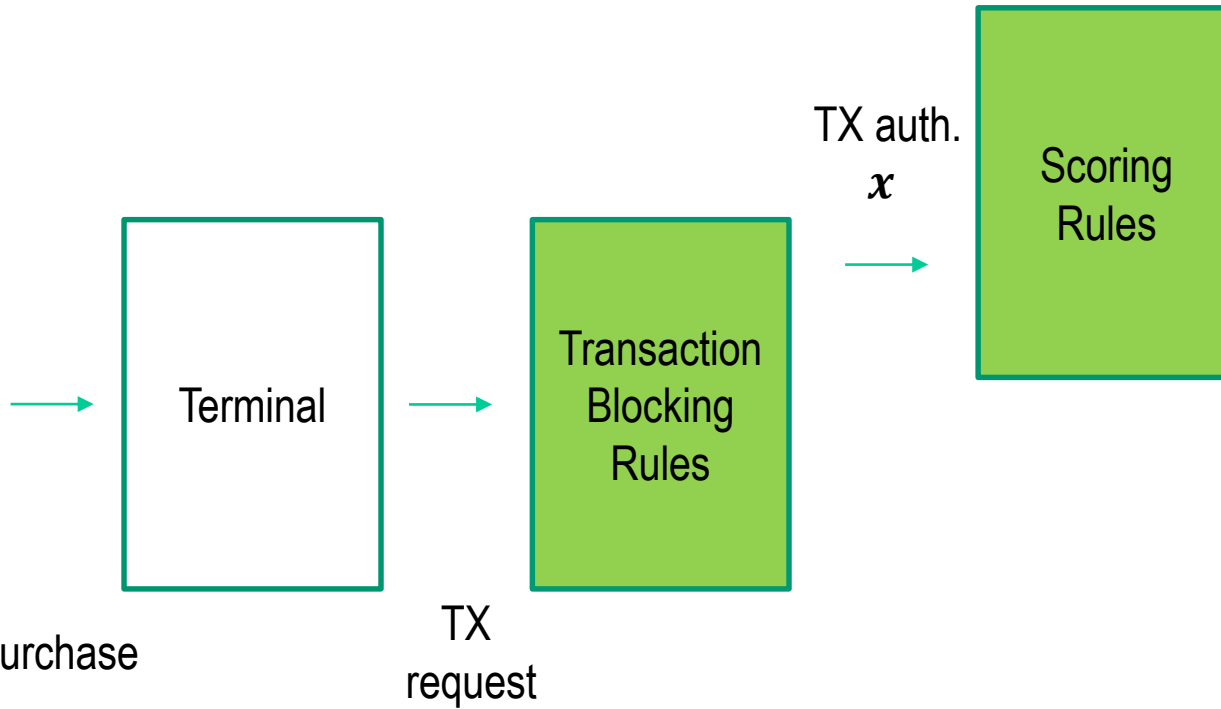 TX auth.
x
Scoring
Rules
Terminal
Transaction
Blocking
Rules
urchase
TX
request